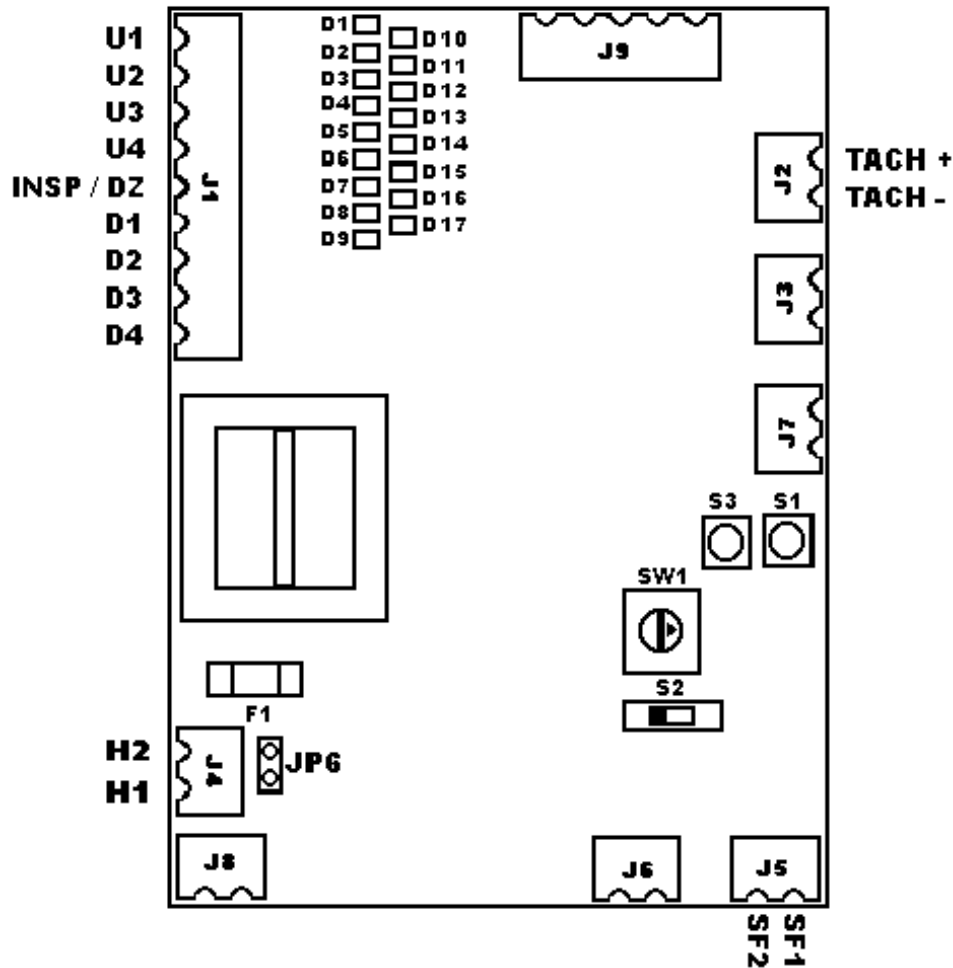 U1
U2
U3
U4
INSP / DZ
D1
D2
D3
D4
J1
D1
D2
D3
D4
D5
D6
D7
D8
D9
D10
D11
D12
D13
D14
D15
D16
D17
J9
J2
TACH +
TACH -
J3
J7
S3
S1
SW1
S2
F1
H2
H1
J4
JP6
J8
J6
J5
SF2
SF1